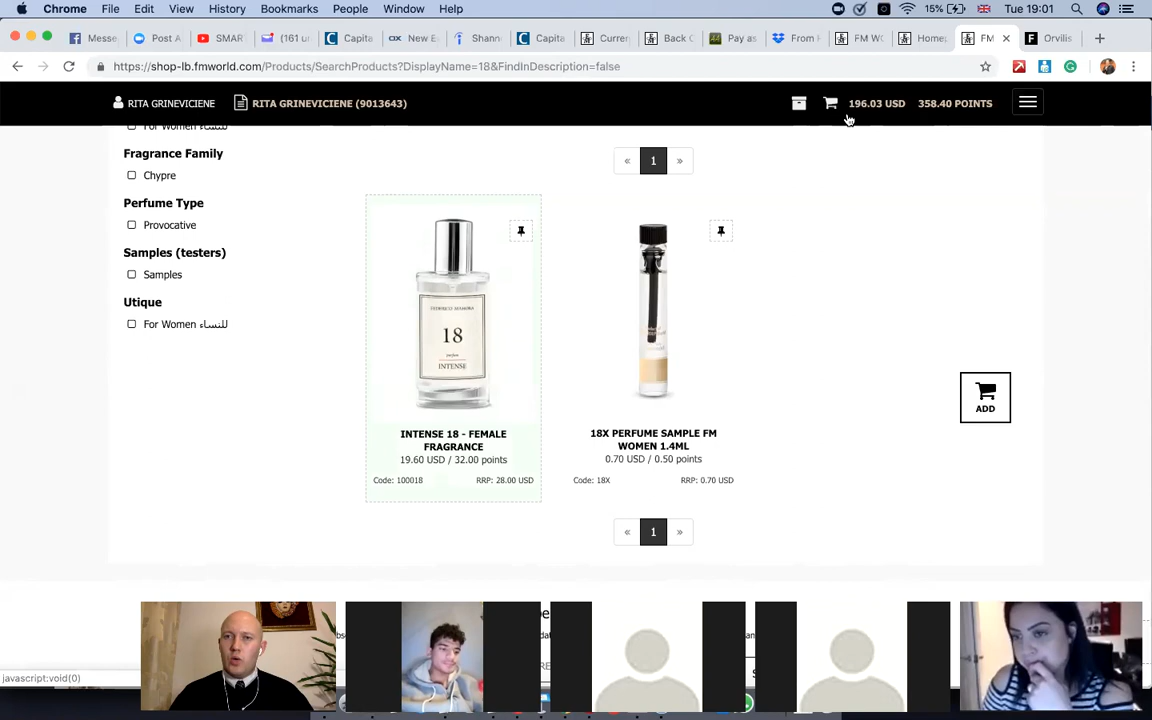 Chrome File Edit View History Bookmarks People Window Help 15% Tue 19:01
Messe Post A SMAR (161 u Capita New E Shann Capita Currer Back C Pay as From FM WO Home FM Orvilis
https://shop-lb.fmworld.com/Products/SearchProducts?DisplayName=18&FindInDescription=false
RITA GRINEVICIENE RITA GRINEVICIENE (9013643) 196.03 USD 358.40 POINTS
For Women للنساء
Fragrance Family
Chypre
Perfume Type
Provocative
Samples (testers)
Samples
Utique
For Women للنساء
« 1 »
18
INTENSE
INTENSE 18 - FEMALE
FRAGRANCE
19.60 USD / 32.00 points
Code: 100018 RRP: 28.00 USD
18X PERFUME SAMPLE FM
WOMEN 1.4ML
0.70 USD / 0.50 points
Code: 18X RRP: 0.70 USD
ADD
« 1 »
javascript:void(0)